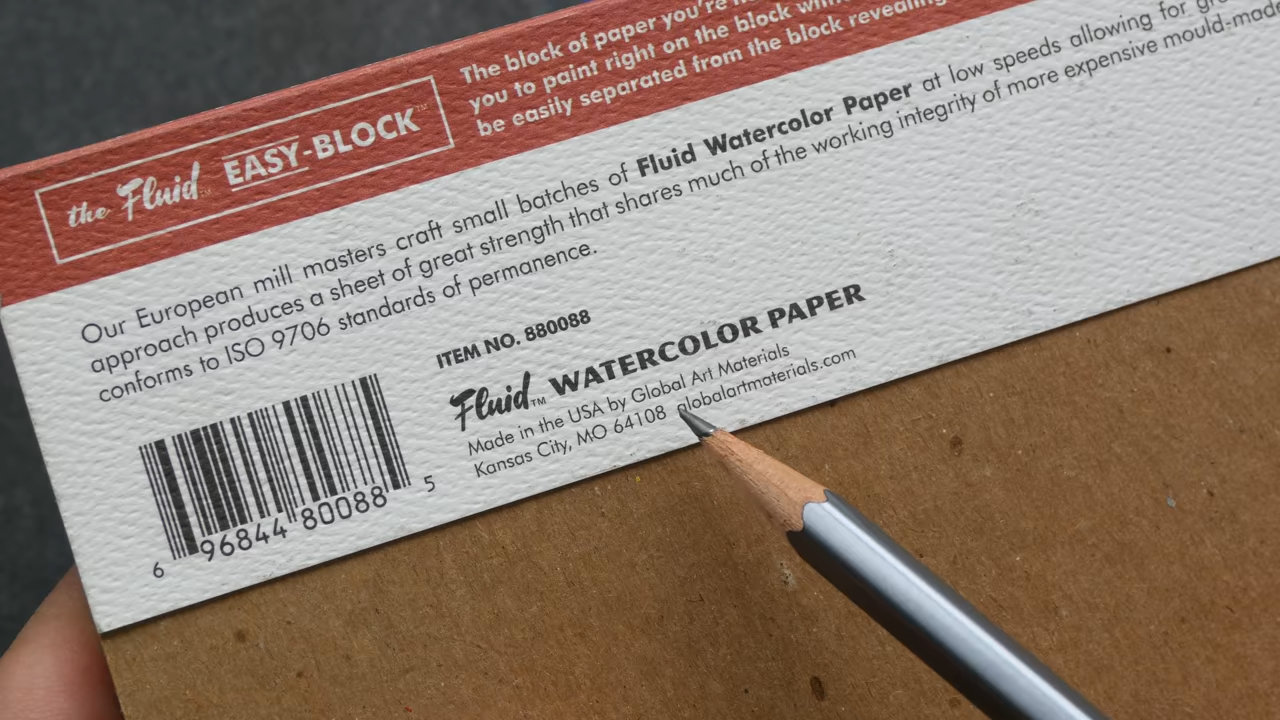 the Fluid™ EASY-BLOCK™
The block of paper you're
you to paint right on the block
be easily separated from the block revealing
Our European mill masters craft small batches of Fluid Watercolor Paper at low speeds allowing for
approach produces a sheet of great strength that shares much of the working integrity of more expensive mould-made
conforms to ISO 9706 standards of permanence.
ITEM NO. 880088
Fluid™ WATERCOLOR PAPER
Made in the USA by Global Art Materials
Kansas City, MO 64108 globalartmaterials.com
6 96844 80088 5